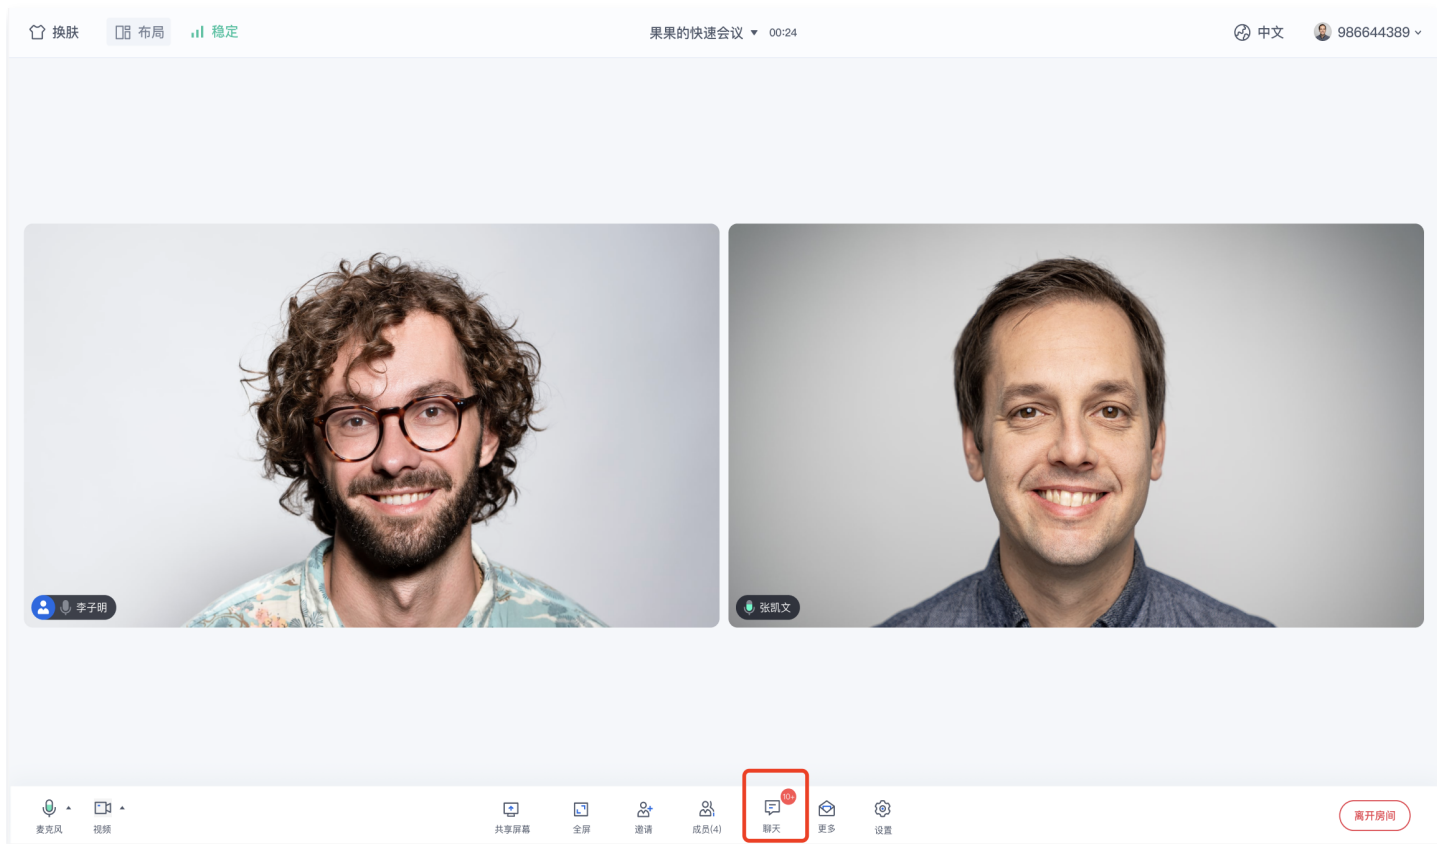 换肤
布局
稳定
果果的快速会议
00:24
中文
986644389
李子明
张凯文
麦克风
视频
共享屏幕
全屏
邀请
成员(4)
10+
聊天
更多
设置
离开房间